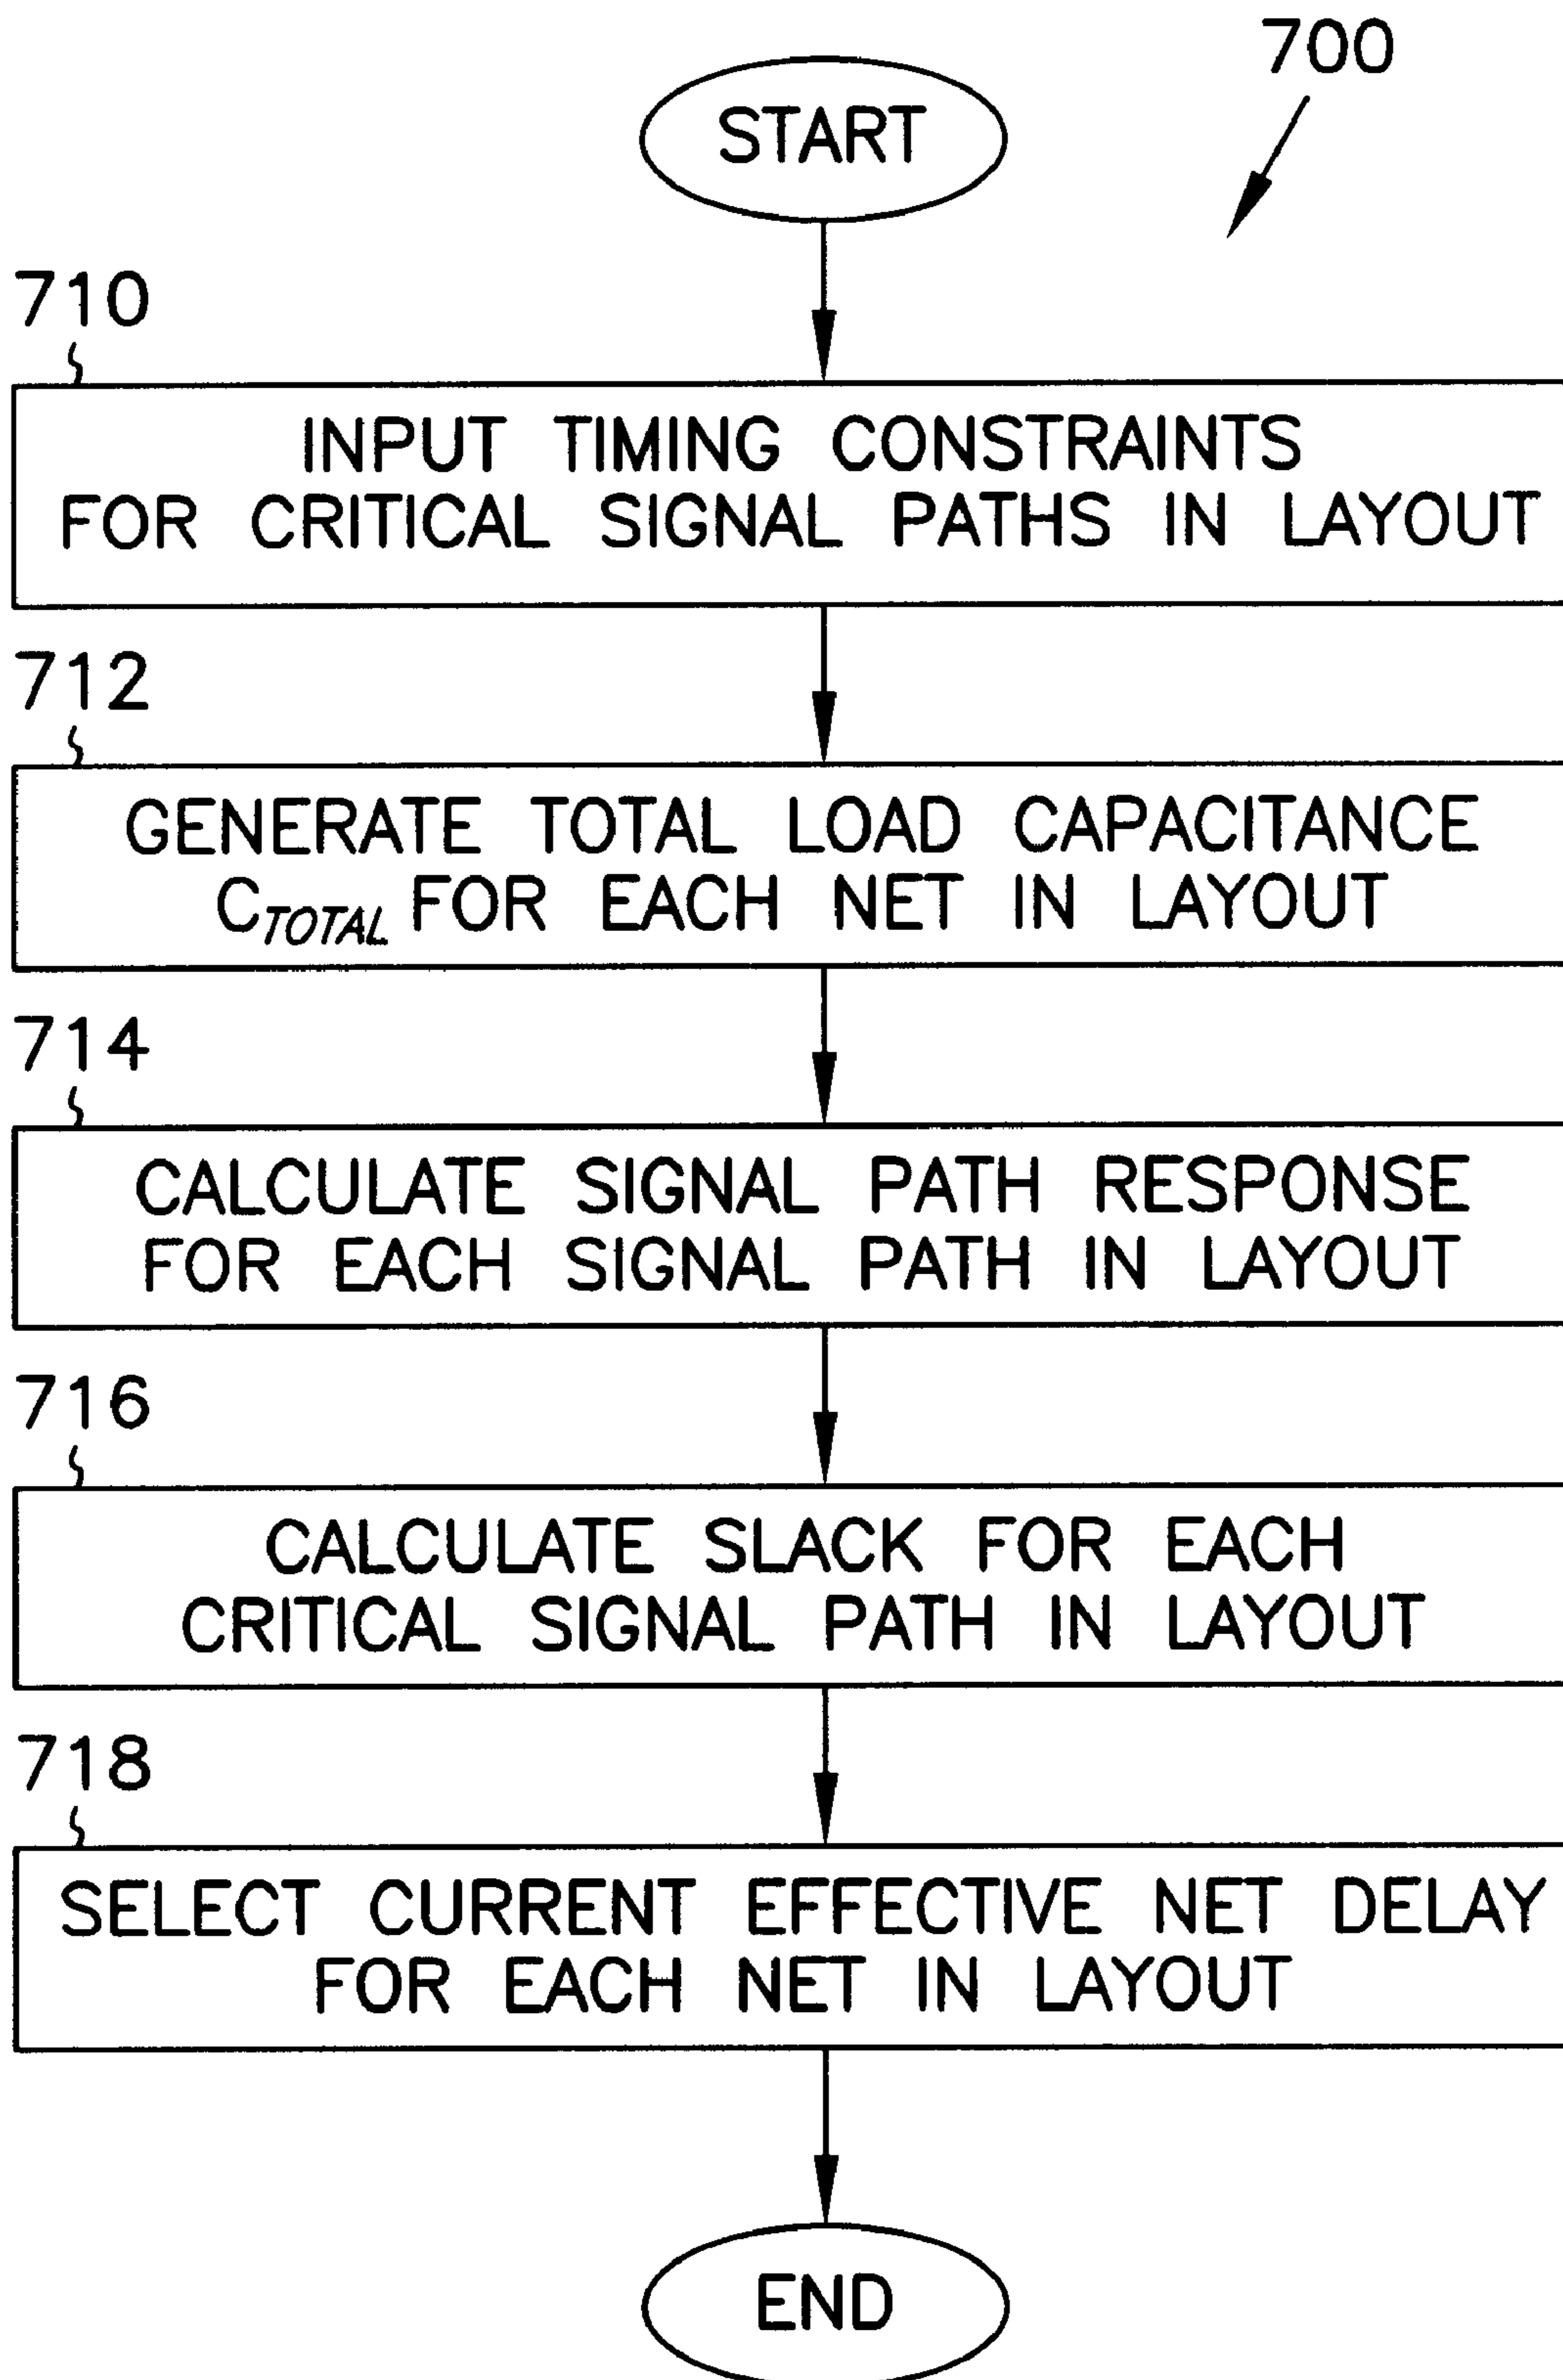 700
START
710
INPUT TIMING CONSTRAINTS
FOR CRITICAL SIGNAL PATHS IN LAYOUT
712
GENERATE TOTAL LOAD CAPACITANCE
C_TOTAL FOR EACH NET IN LAYOUT
714
CALCULATE SIGNAL PATH RESPONSE
FOR EACH SIGNAL PATH IN LAYOUT
716
CALCULATE SLACK FOR EACH
CRITICAL SIGNAL PATH IN LAYOUT
718
SELECT CURRENT EFFECTIVE NET DELAY
FOR EACH NET IN LAYOUT
END